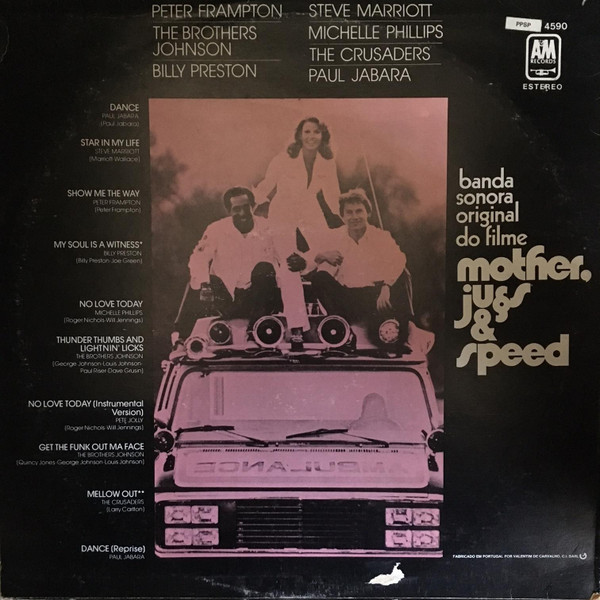 PETER FRAMPTON
THE BROTHERS
JOHNSON
BILLY PRESTON
STEVE MARRIOTT
MICHELLE PHILLIPS
THE CRUSADERS
PAUL JABARA
PPSP 4590
A&M
RECORDS
ESTEREO
DANCE
PAUL JABARA
(Paul Jabara)
STAR IN MY LIFE
STEVE MARRIOTT
(Marriott-Wallace)
SHOW ME THE WAY
PETER FRAMPTON
(Peter Frampton)
MY SOUL IS A WITNESS*
BILLY PRESTON
(Billy Preston-Joe Green)
NO LOVE TODAY
MICHELLE PHILLIPS
(Roger Nichols-Will Jennings)
THUNDER THUMBS AND
LIGHTNIN' LICKS
THE BROTHERS JOHNSON
(George Johnson-Louis Johnson-
Paul Riser-Dave Grusin)
NO LOVE TODAY (Instrumental
Version)
PETE JOLLY
(Roger Nichols-Will Jennings)
GET THE FUNK OUT MA FACE
THE BROTHERS JOHNSON
(Quincy Jones-George Johnson-Louis Johnson)
MELLOW OUT**
THE CRUSADERS
(Larry Carlton)
DANCE (Reprise)
PAUL JABARA
banda
sonora
original
do filme
mother,
jugs
&
speed
AMBULANCE
FABRICADO EM PORTUGAL POR VALENTIM DE CARVALHO, C.I. SARL